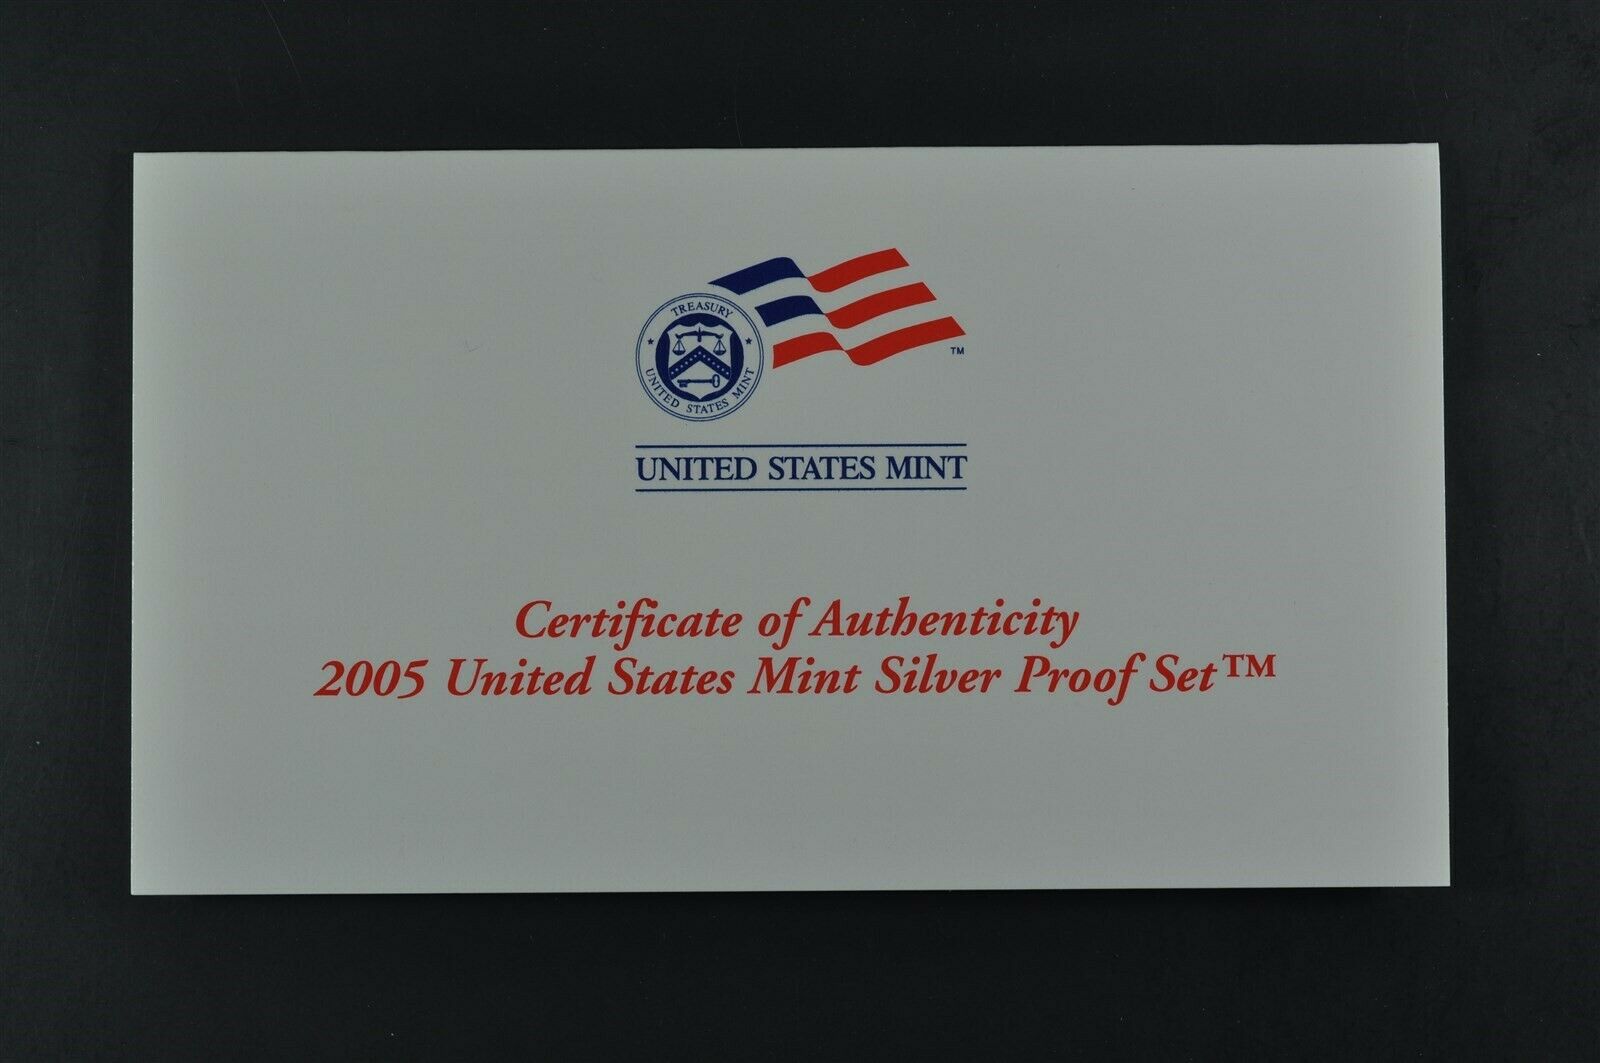 TREASURY
UNITED STATES MINT
TM
UNITED STATES MINT
Certificate of Authenticity
2005 United States Mint Silver Proof Set™